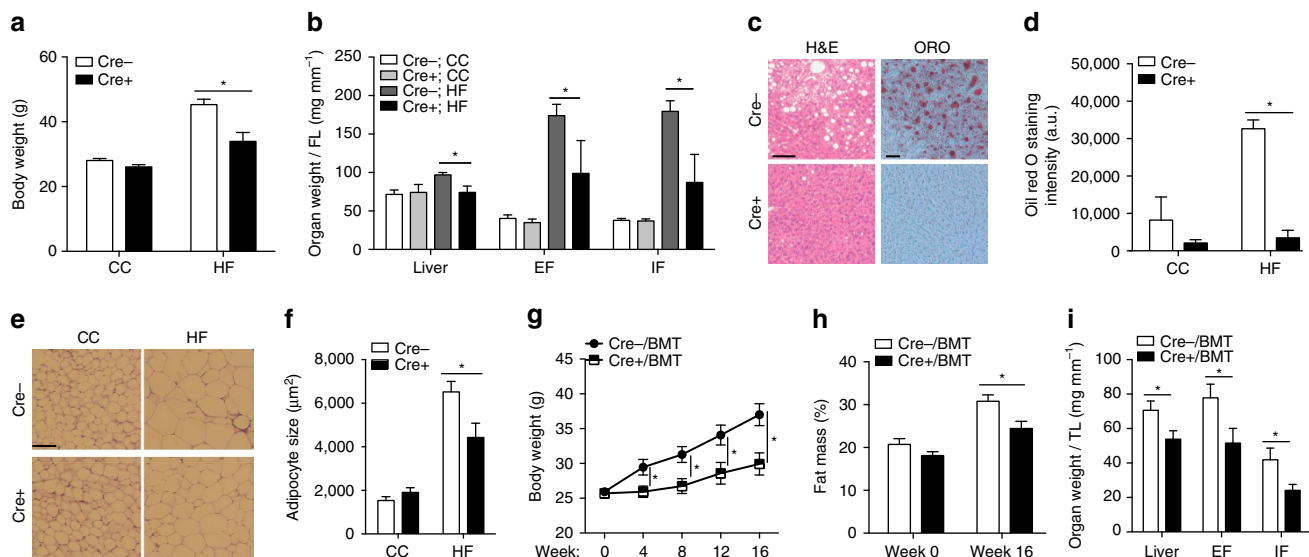 a
Cre–
Cre+
*
Body weight (g)
60
40
20
0
CC
HF
b
Cre–; CC
Cre+; CC
Cre–; HF
Cre+; HF
*
*
*
Organ weight / FL (mg mm⁻¹)
250
200
150
100
50
0
Liver
EF
IF
c
H&E
ORO
Cre–
Cre+
d
Cre–
Cre+
*
Oil red O staining
intensity (a.u.)
50,000
40,000
30,000
20,000
10,000
0
CC
HF
e
CC
HF
Cre–
Cre+
f
Cre–
Cre+
*
Adipocyte size (μm²)
8,000
6,000
4,000
2,000
0
CC
HF
g
Cre–/BMT
Cre+/BMT
Body weight (g)
45
40
35
30
25
20
*
*
*
*
Week:
0
4
8
12
16
h
Cre–/BMT
Cre+/BMT
*
Fat mass (%)
40
30
20
10
0
Week 0
Week 16
i
Cre–/BMT
Cre+/BMT
*
*
*
Organ weight / TL (mg mm⁻¹)
100
80
60
40
20
0
Liver
EF
IF